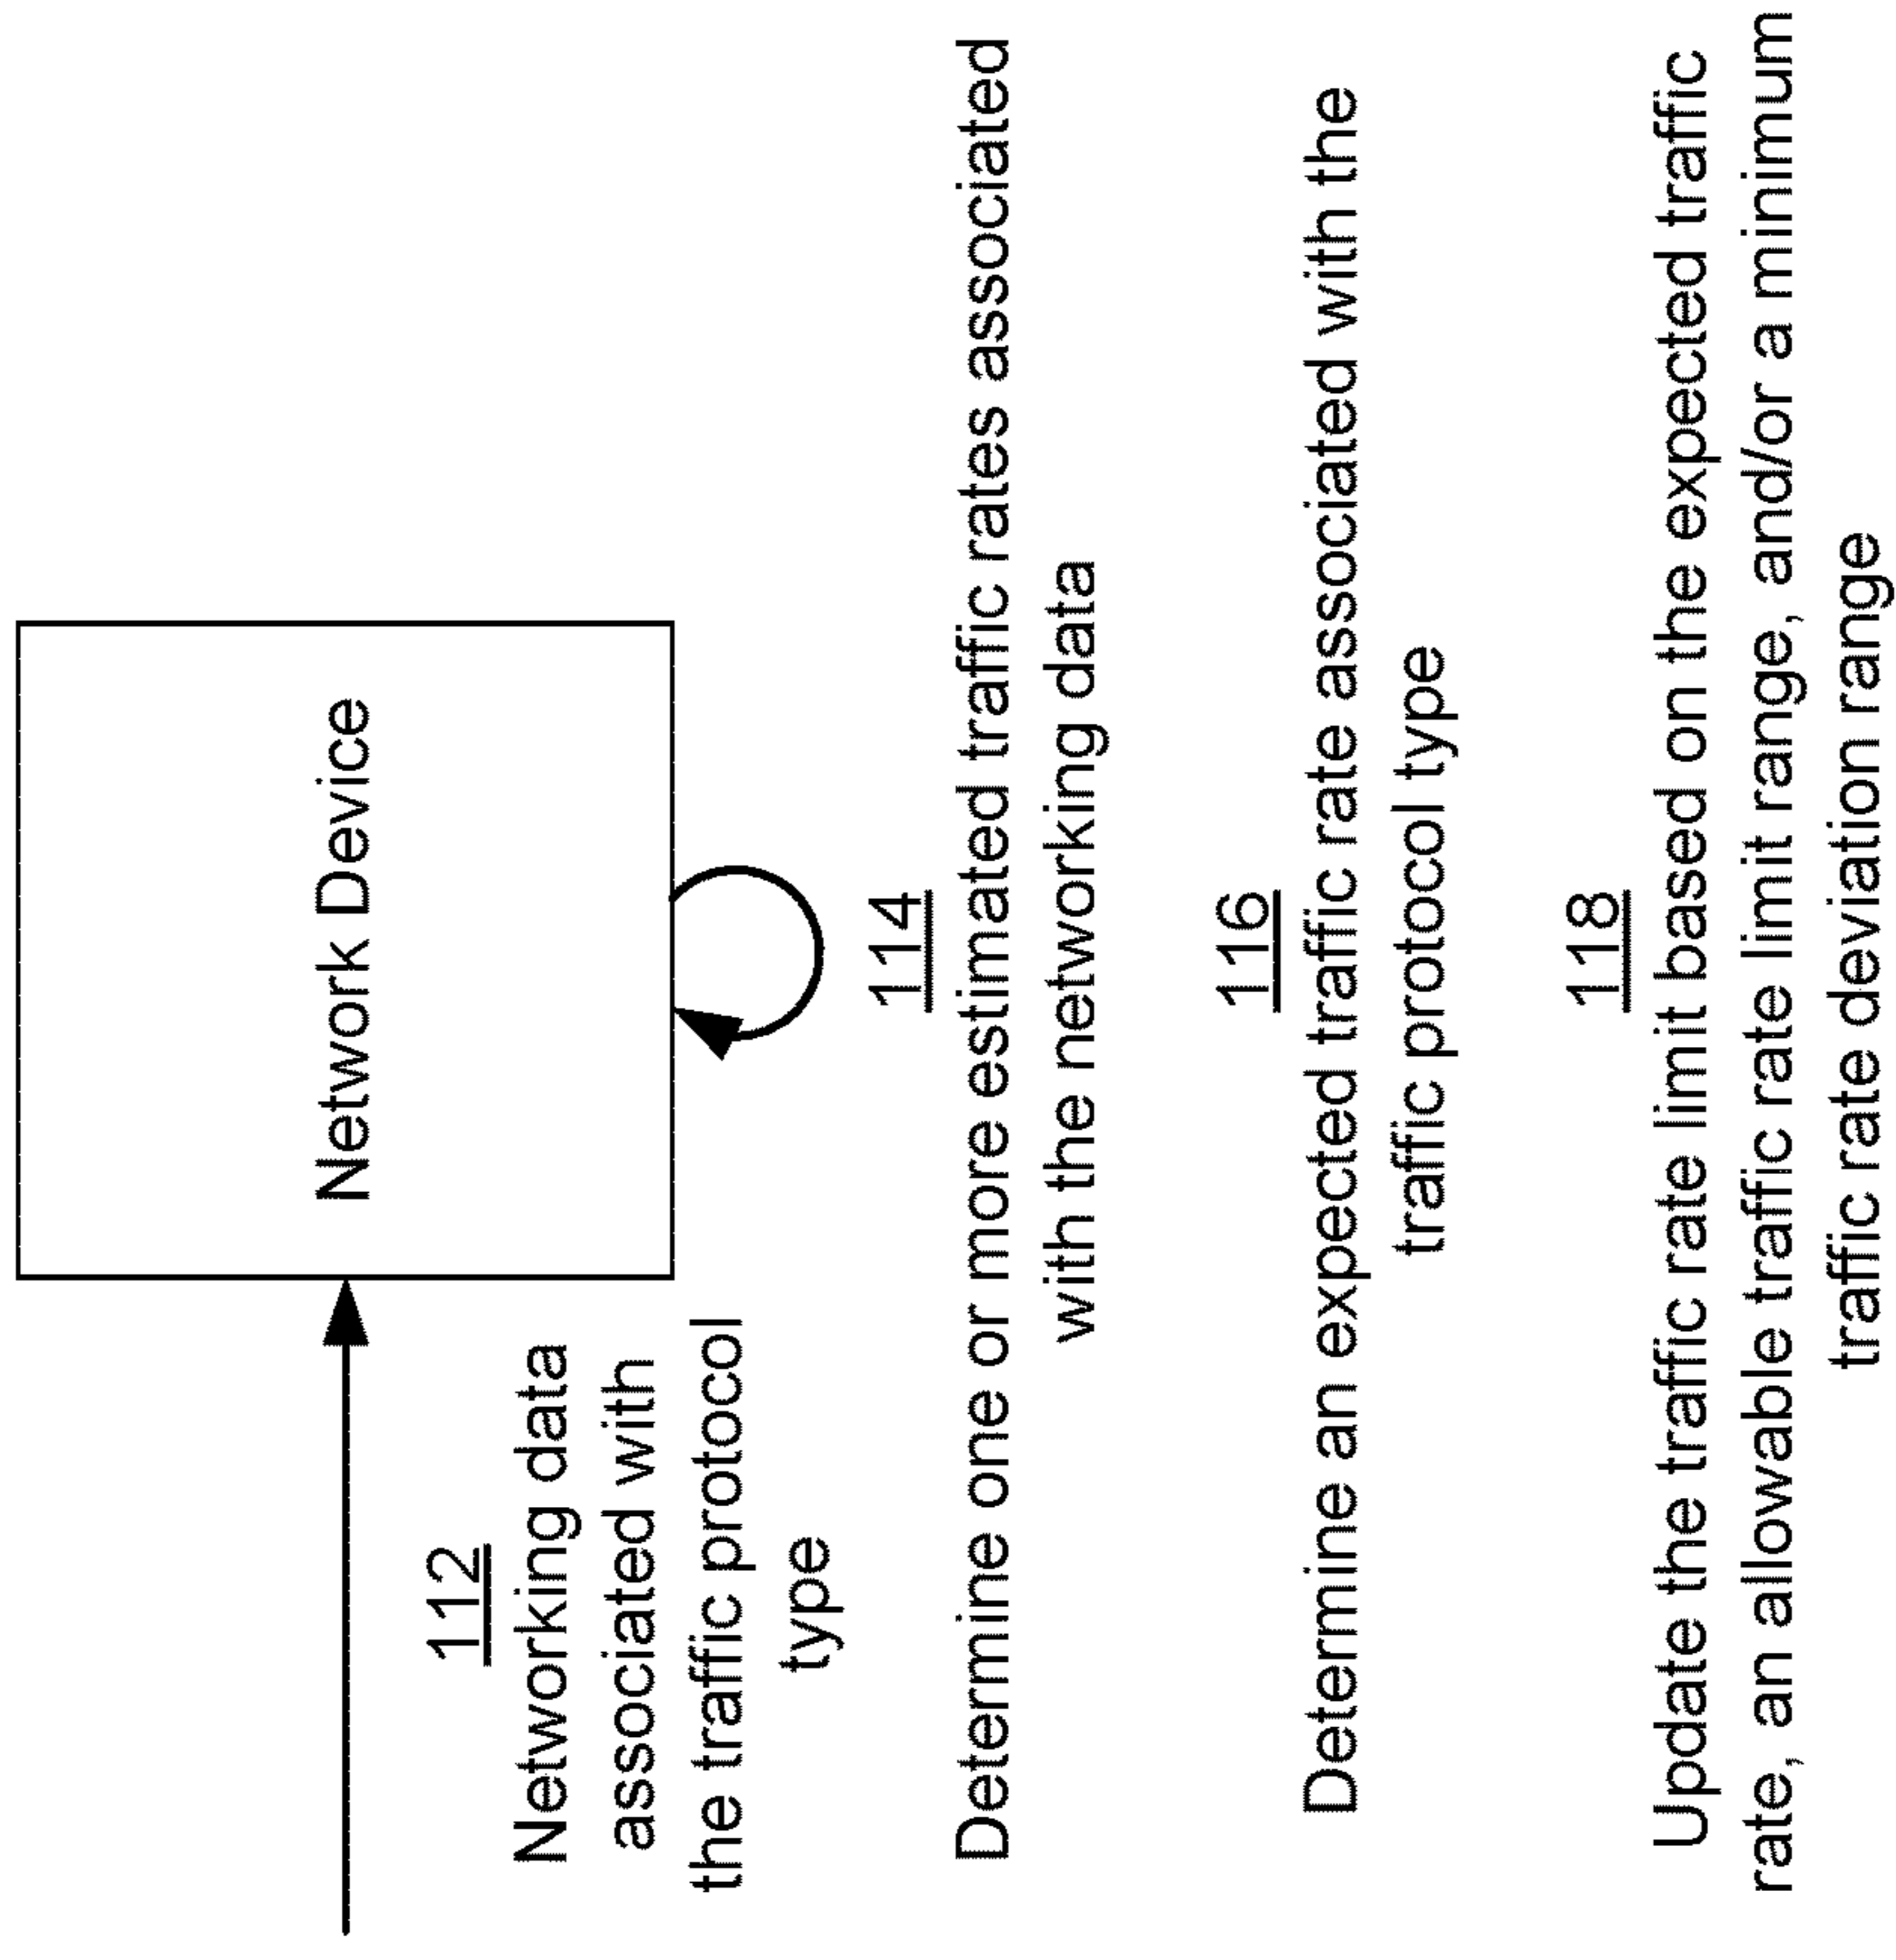 Network Device
112
Networking data
associated with
the traffic protocol
type
114
Determine one or more estimated traffic rates associated
with the networking data
116
Determine an expected traffic rate associated with the
traffic protocol type
118
Update the traffic rate limit based on the expected traffic
rate, an allowable traffic rate limit range, and/or a minimum
traffic rate deviation range